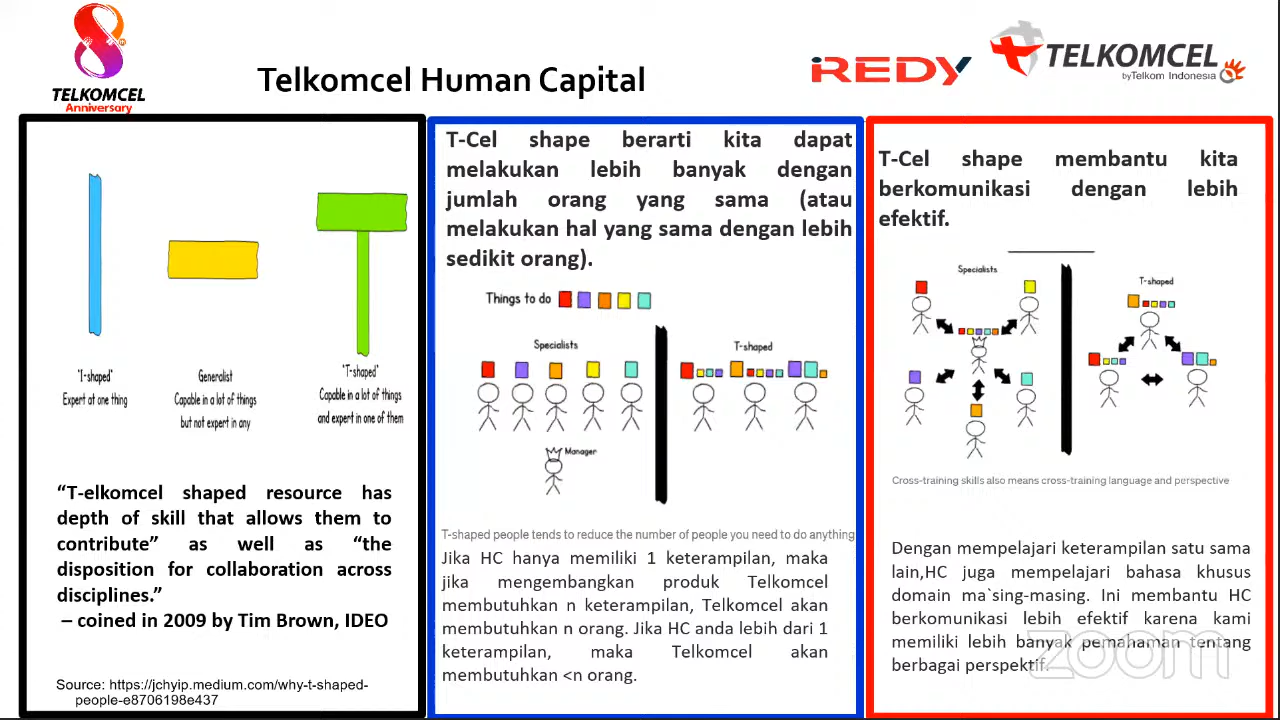 8
TELKOMCEL
Anniversary
Telkomcel Human Capital
iREDY
TELKOMCEL
byTelkom Indonesia
"I-shaped"
Expert at one thing
Generalist
Capable in a lot of things
but not expert in any
"T-shaped"
Capable in a lot of things
and expert in one of them
“T-elkomcel shaped resource has
depth of skill that allows them to
contribute” as well as “the
disposition for collaboration across
disciplines.”
– coined in 2009 by Tim Brown, IDEO
Source: https://jchyip.medium.com/why-t-shaped-
people-e8706198e437
T-Cel shape berarti kita dapat
melakukan lebih banyak dengan
jumlah orang yang sama (atau
melakukan hal yang sama dengan lebih
sedikit orang).
Things to do
Specialists
T-shaped
Manager
T-shaped people tends to reduce the number of people you need to do anything
Jika HC hanya memiliki 1 keterampilan, maka
jika mengembangkan produk Telkomcel
membutuhkan n keterampilan, Telkomcel akan
membutuhkan n orang. Jika HC anda lebih dari 1
keterampilan, maka Telkomcel akan
membutuhkan <n orang.
T-Cel shape membantu kita
berkomunikasi dengan lebih
efektif.
Specialists
T-shaped
Cross-training skills also means cross-training language and perspective
Dengan mempelajari keterampilan satu sama
lain,HC juga mempelajari bahasa khusus
domain ma`sing-masing. Ini membantu HC
berkomunikasi lebih efektif karena kami
memiliki lebih banyak pemahaman tentang
berbagai perspektif.
zoom